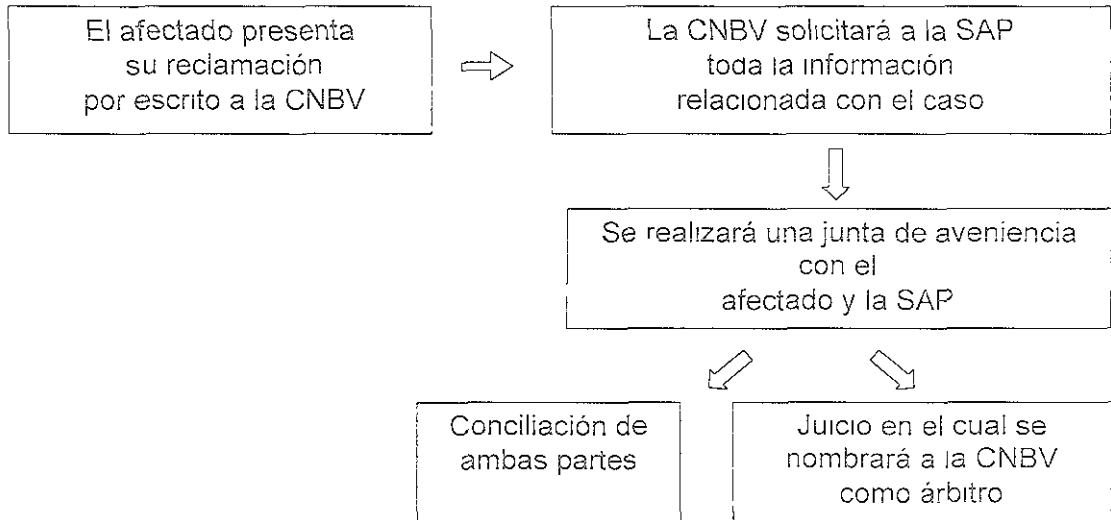 El afectado presenta
su reclamación
por escrito a la CNBV
La CNBV solicitará a la SAP
toda la información
relacionada con el caso
Se realizará una junta de aveniencia
con el
afectado y la SAP
Conciliación de
ambas partes
Juicio en el cual se
nombrará a la CNBV
como árbitro